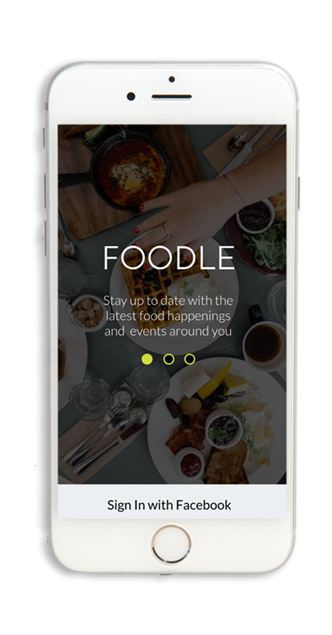 FOODLE
Stay up to date with the
latest food happenings
and events around you
Sign In with Facebook